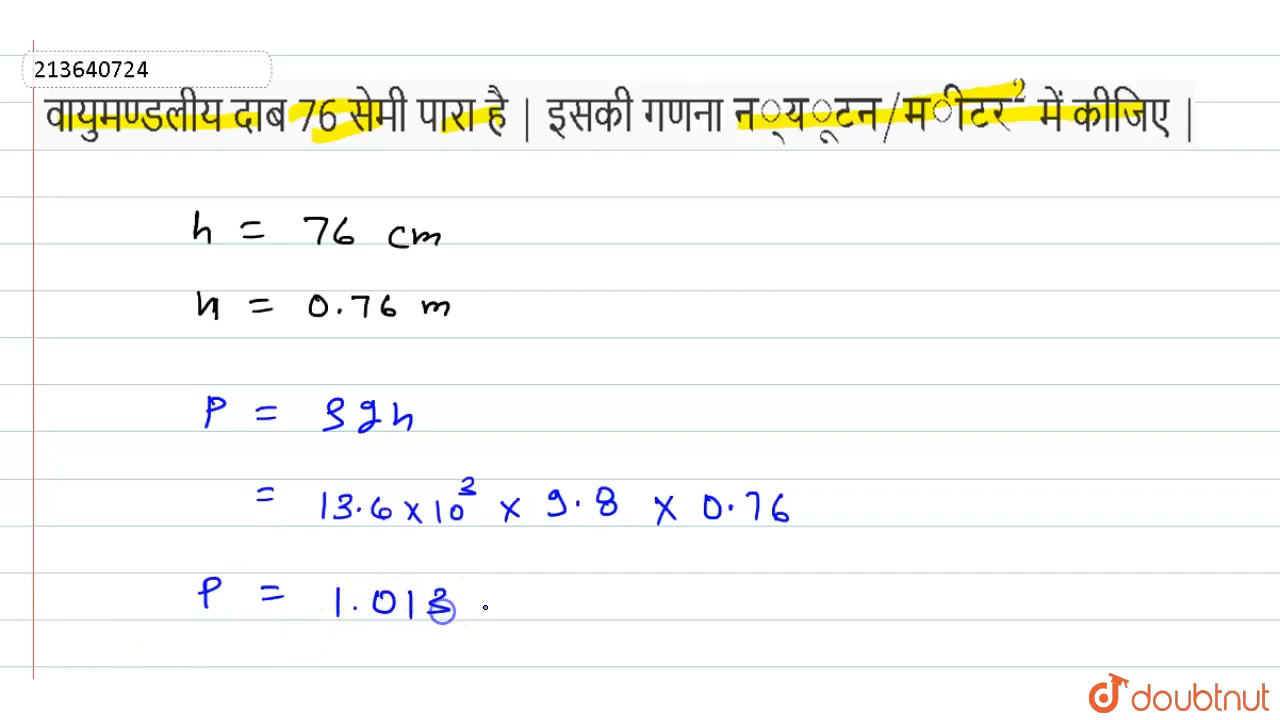 213640724
वायुमण्डलीय दाब 76 सेमी पारा है | इसकी गणना न्यूटन/मीटर² में कीजिए |
h = 76 cm
h = 0.76 m
P = ρgh
= 13.6 × 10³ × 9.8 × 0.76
P = 1.013
doubtnut